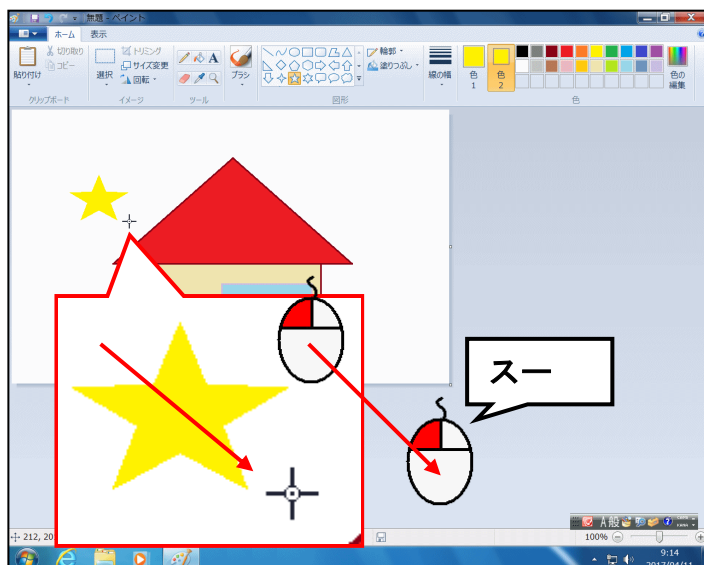 無題 - ペイント
ホーム 表示
貼り付け
切り取り
コピー
クリップボード
選択
トリミング
サイズ変更
回転
イメージ
A
ツール
ブラシ
輪郭
塗りつぶし
図形
線の幅
色
1
色
2
色の
編集
色
スー
A 般
100%
9:14
2017/04/11